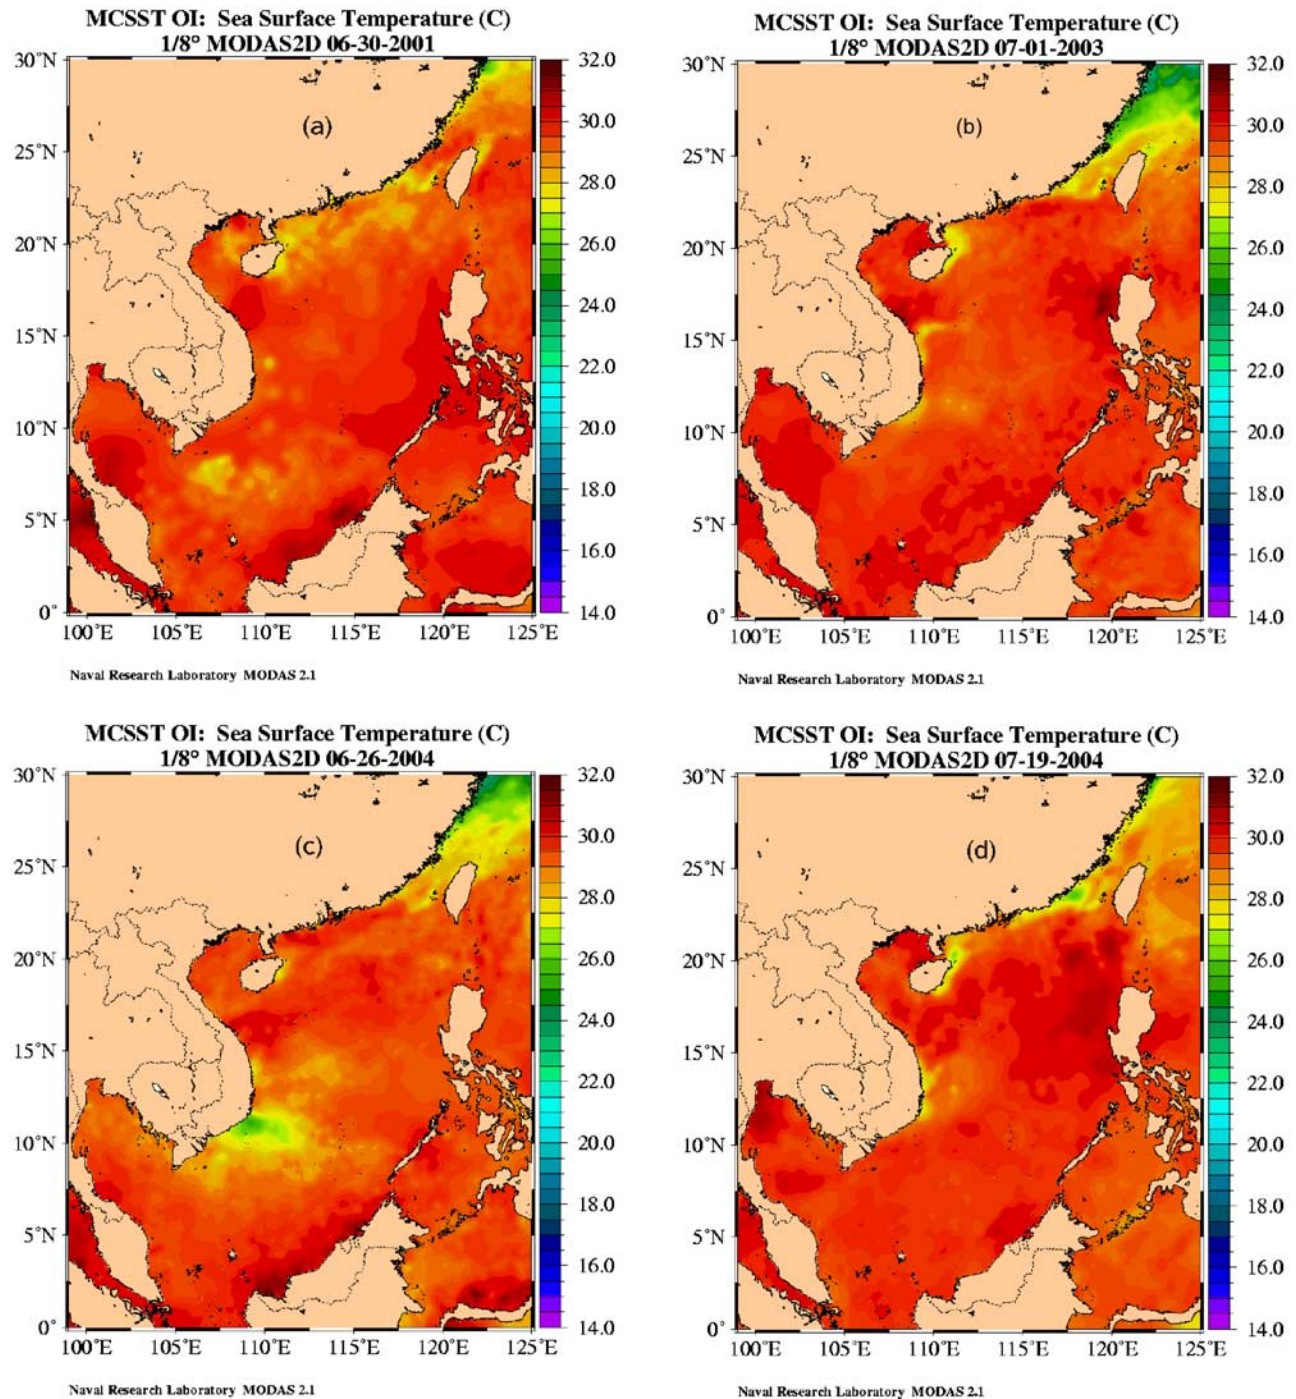 MCSST OI: Sea Surface Temperature (C)
1/8° MODAS2D 06-30-2001
30°N
25°N
20°N
15°N
10°N
5°N
0°
100°E 105°E 110°E 115°E 120°E 125°E
(a)
32.0
30.0
28.0
26.0
24.0
22.0
20.0
18.0
16.0
14.0
Naval Research Laboratory MODAS 2.1
MCSST OI: Sea Surface Temperature (C)
1/8° MODAS2D 07-01-2003
30°N
25°N
20°N
15°N
10°N
5°N
0°
100°E 105°E 110°E 115°E 120°E 125°E
(b)
32.0
30.0
28.0
26.0
24.0
22.0
20.0
18.0
16.0
14.0
Naval Research Laboratory MODAS 2.1
MCSST OI: Sea Surface Temperature (C)
1/8° MODAS2D 06-26-2004
30°N
25°N
20°N
15°N
10°N
5°N
0°
100°E 105°E 110°E 115°E 120°E 125°E
(c)
32.0
30.0
28.0
26.0
24.0
22.0
20.0
18.0
16.0
14.0
Naval Research Laboratory MODAS 2.1
MCSST OI: Sea Surface Temperature (C)
1/8° MODAS2D 07-19-2004
30°N
25°N
20°N
15°N
10°N
5°N
0°
100°E 105°E 110°E 115°E 120°E 125°E
(d)
32.0
30.0
28.0
26.0
24.0
22.0
20.0
18.0
16.0
14.0
Naval Research Laboratory MODAS 2.1